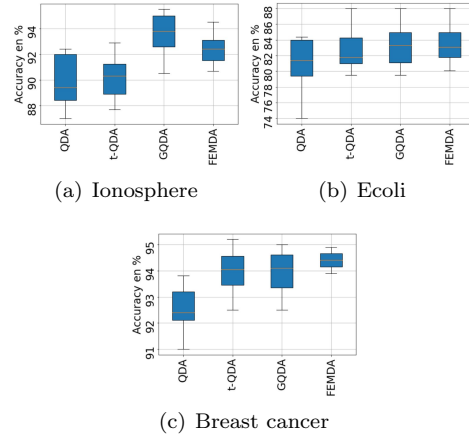 Accuracy en %
94
92
90
88
QDA
t-QDA
GQDA
FEMDA
(a) Ionosphere
Accuracy en %
88
86
84
82
80
78
76
74
QDA
t-QDA
GQDA
FEMDA
(b) Ecoli
Accuracy en %
95
94
93
92
91
QDA
t-QDA
GQDA
FEMDA
(c) Breast cancer